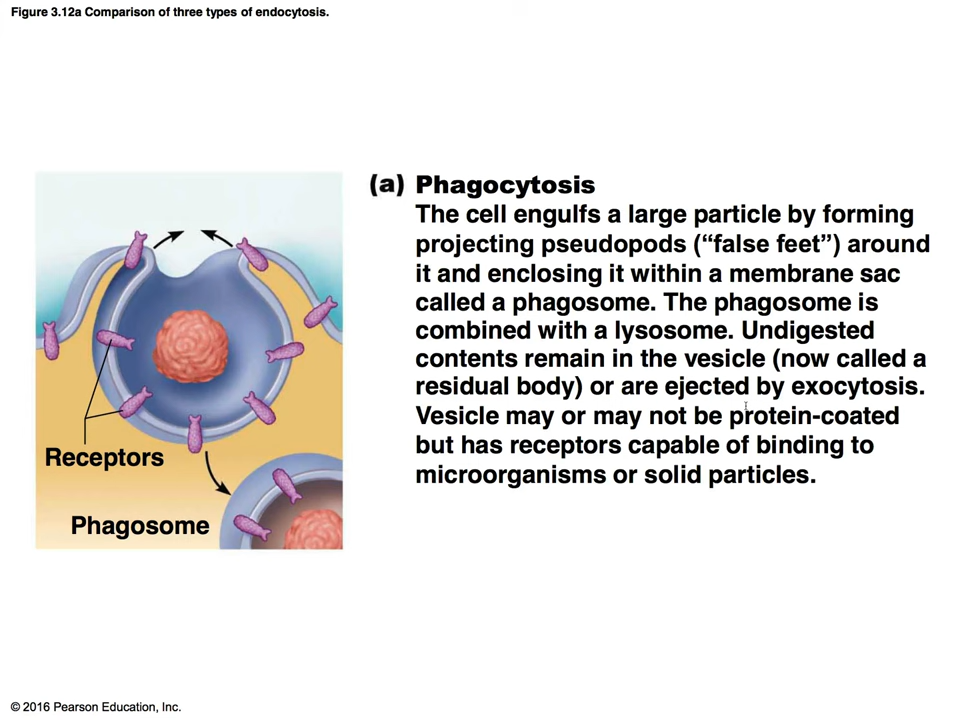 Figure 3.12a Comparison of three types of endocytosis.
(a) Phagocytosis
The cell engulfs a large particle by forming
projecting pseudopods (“false feet”) around
it and enclosing it within a membrane sac
called a phagosome. The phagosome is
combined with a lysosome. Undigested
contents remain in the vesicle (now called a
residual body) or are ejected by exocytosis.
Vesicle may or may not be protein-coated
but has receptors capable of binding to
microorganisms or solid particles.
Receptors
Phagosome
© 2016 Pearson Education, Inc.